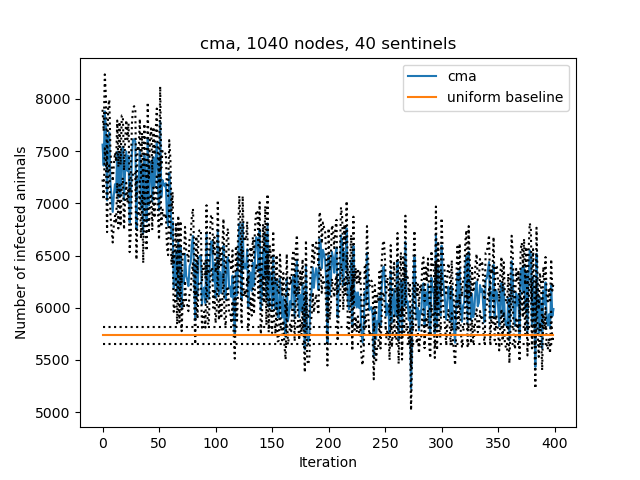 cma, 1040 nodes, 40 sentinels
cma
uniform baseline
Number of infected animals
8000
7500
7000
6500
6000
5500
5000
0 50 100 150 200 250 300 350 400
Iteration